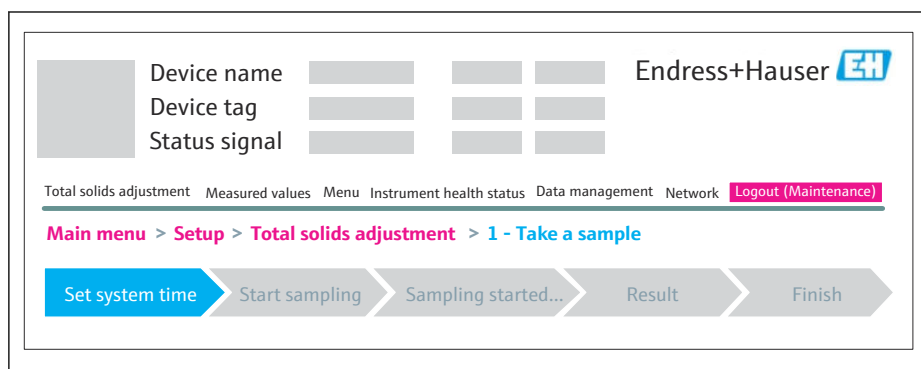 Device name
Endress+Hauser EH
Device tag
Status signal
Total solids adjustment Measured values Menu Instrument health status Data management Network Logout (Maintenance)
Main menu > Setup > Total solids adjustment > 1 - Take a sample
Set system time Start sampling Sampling started... Result Finish